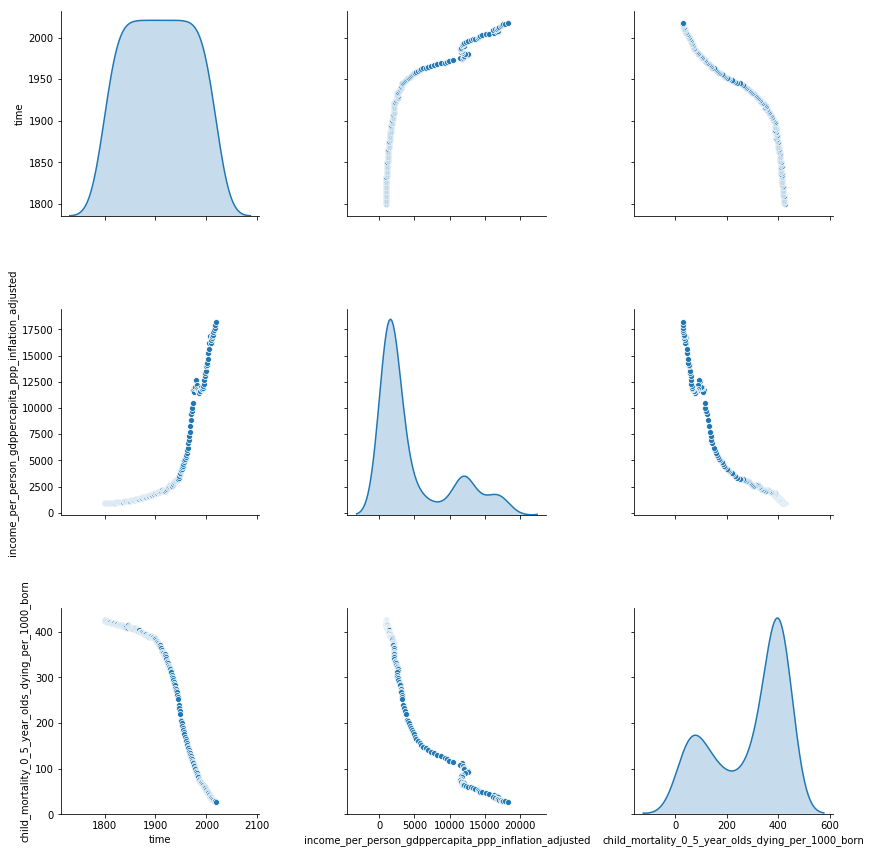 2000
1950
1900
1850
1800
time
17500
15000
12500
10000
7500
5000
2500
0
income_per_person_gdppercapita_ppp_inflation_adjusted
400
300
200
100
0
child_mortality_0_5_year_olds_dying_per_1000_born
1800 1900 2000 2100
time
0 5000 10000 15000 20000
income_per_person_gdppercapita_ppp_inflation_adjusted
0 200 400 600
child_mortality_0_5_year_olds_dying_per_1000_born